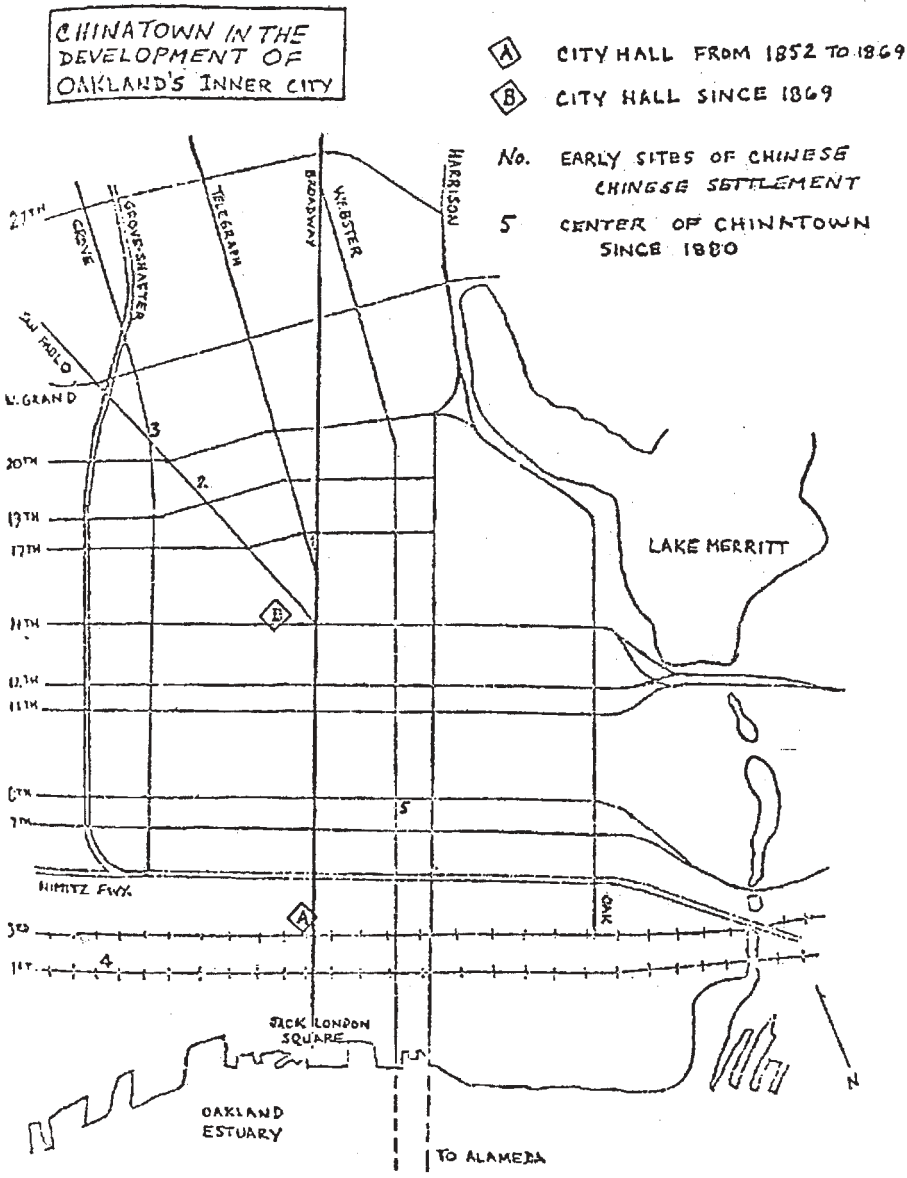 CHINATOWN IN THE
DEVELOPMENT OF
OAKLAND'S INNER CITY
A CITY HALL FROM 1852 TO 1869
B CITY HALL SINCE 1869
No. EARLY SITES OF CHINESE
CHINESE SETTLEMENT
5 CENTER OF CHINATOWN
SINCE 1880
27TH
GROVE
GROVE-SHAFTER
TELEGRAPH
BROADWAY
WEBSTER
HARRISON
SAN PABLO
W. GRAND
3
20TH
2
19TH
17TH
LAKE MERRITT
B
14TH
12TH
11TH
8TH
5
7TH
NIMITZ FWY.
OAK
A
3RD
4
1ST
JACK LONDON
SQUARE
N
OAKLAND
ESTUARY
TO ALAMEDA